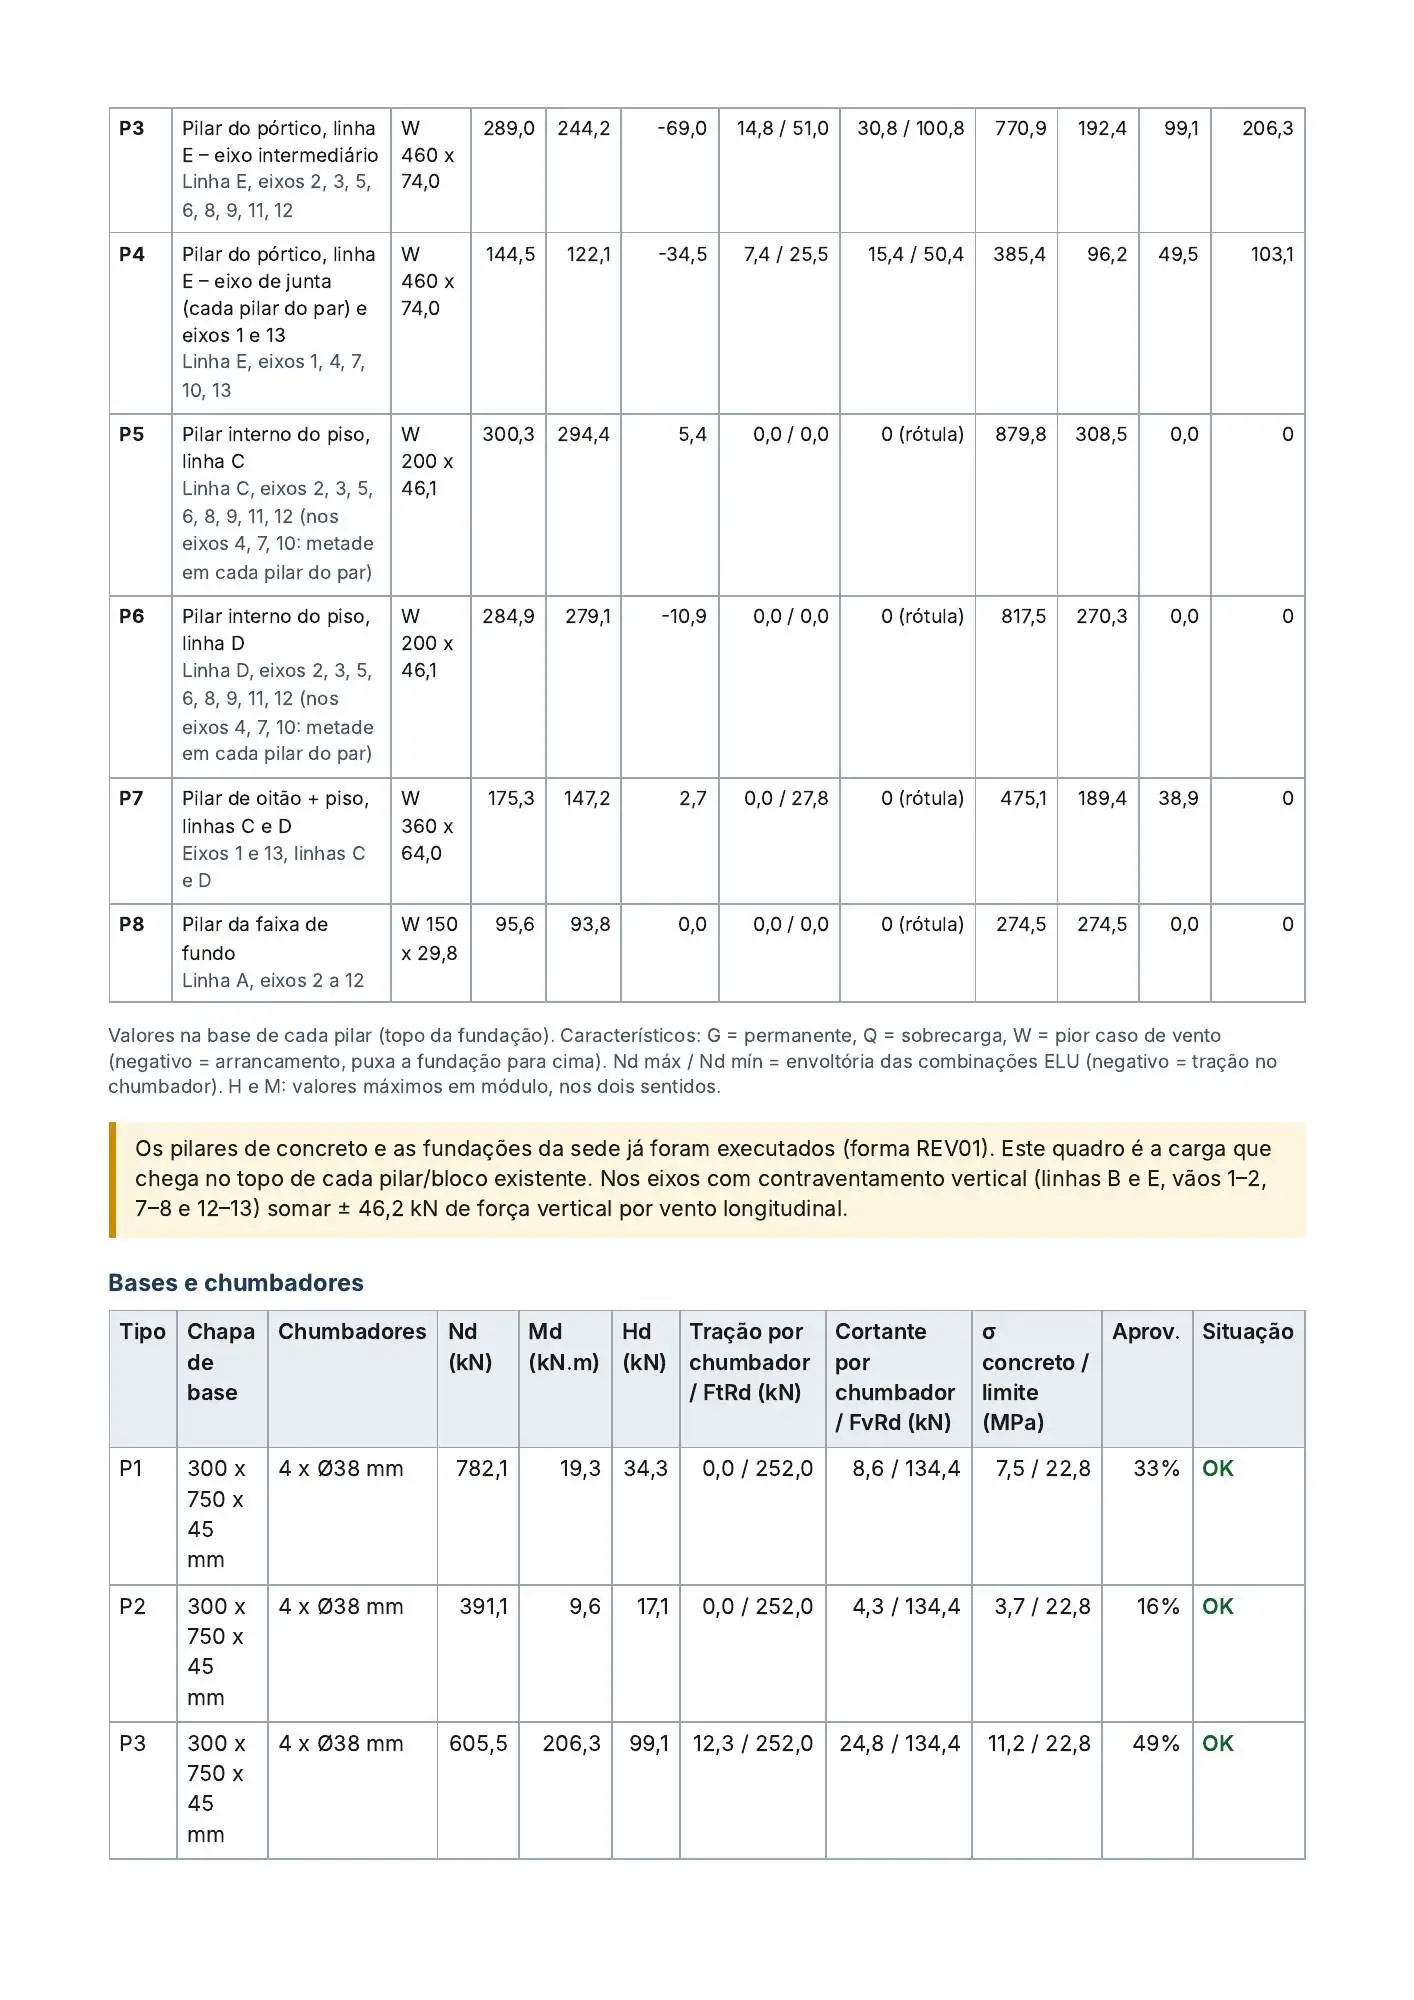 P3 Pilar do pórtico, linha W 289,0 244,2 -69,0 14,8 / 51,0 30,8 / 100,8 770,9 192,4 99,1 206,3
E – eixo intermediário 460 x
Linha E, eixos 2, 3, 5, 74,0
6, 8, 9, 11, 12
P4 Pilar do pórtico, linha W 144,5 122,1 -34,5 7,4 / 25,5 15,4 / 50,4 385,4 96,2 49,5 103,1
E – eixo de junta 460 x
(cada pilar do par) e 74,0
eixos 1 e 13
Linha E, eixos 1, 4, 7,
10, 13
P5 Pilar interno do piso, W 300,3 294,4 5,4 0,0 / 0,0 0 (rótula) 879,8 308,5 0,0 0
linha C 200 x
Linha C, eixos 2, 3, 5, 46,1
6, 8, 9, 11, 12 (nos
eixos 4, 7, 10: metade
em cada pilar do par)
P6 Pilar interno do piso, W 284,9 279,1 -10,9 0,0 / 0,0 0 (rótula) 817,5 270,3 0,0 0
linha D 200 x
Linha D, eixos 2, 3, 5, 46,1
6, 8, 9, 11, 12 (nos
eixos 4, 7, 10: metade
em cada pilar do par)
P7 Pilar de oitão + piso, W 175,3 147,2 2,7 0,0 / 27,8 0 (rótula) 475,1 189,4 38,9 0
linhas C e D 360 x
Eixos 1 e 13, linhas C 64,0
e D
P8 Pilar da faixa de W 150 95,6 93,8 0,0 0,0 / 0,0 0 (rótula) 274,5 274,5 0,0 0
fundo x 29,8
Linha A, eixos 2 a 12
Valores na base de cada pilar (topo da fundação). Característicos: G = permanente, Q = sobrecarga, W = pior caso de vento
(negativo = arrancamento, puxa a fundação para cima). Nd máx / Nd mín = envoltória das combinações ELU (negativo = tração no
chumbador). H e M: valores máximos em módulo, nos dois sentidos.
Os pilares de concreto e as fundações da sede já foram executados (forma REV01). Este quadro é a carga que
chega no topo de cada pilar/bloco existente. Nos eixos com contraventamento vertical (linhas B e E, vãos 1–2,
7–8 e 12–13) somar ± 46,2 kN de força vertical por vento longitudinal.
Bases e chumbadores
Tipo Chapa Chumbadores Nd Md Hd Tração por Cortante σ Aprov. Situação
de (kN) (kN.m) (kN) chumbador por concreto /
base / FtRd (kN) chumbador limite
/ FvRd (kN) (MPa)
P1 300 x 4 x Ø38 mm 782,1 19,3 34,3 0,0 / 252,0 8,6 / 134,4 7,5 / 22,8 33% OK
750 x
45
mm
P2 300 x 4 x Ø38 mm 391,1 9,6 17,1 0,0 / 252,0 4,3 / 134,4 3,7 / 22,8 16% OK
750 x
45
mm
P3 300 x 4 x Ø38 mm 605,5 206,3 99,1 12,3 / 252,0 24,8 / 134,4 11,2 / 22,8 49% OK
750 x
45
mm